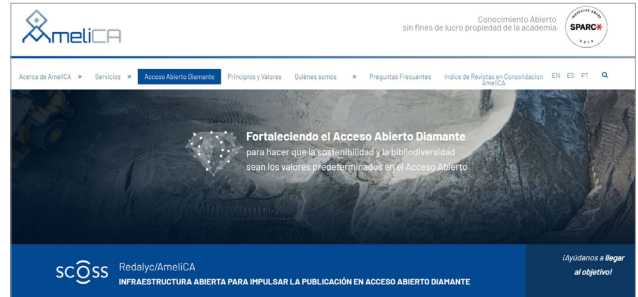 AmeliCA
Conocimiento Abierto
sin fines de lucro propiedad de la academia
SPARC
Acerca de AmeliCA » Servicios » Acceso Abierto Diamante Principios y Valores Quiénes somos » Preguntas Frecuentes Indice de Revistas en Consolidacion EN ES PT
AmeliCA
Fortaleciendo el Acceso Abierto Diamante
para hacer que la sostenibilidad y la bibliodiversidad
sean los valores predeterminados en el Acceso Abierto
SCOSS
Redalyc/AmeliCA
INFRAESTRUCTURA ABIERTA PARA IMPULSAR LA PUBLICACIÓN EN ACCESO ABIERTO DIAMANTE
¡Ayúdanos a llegar
al objetivo!